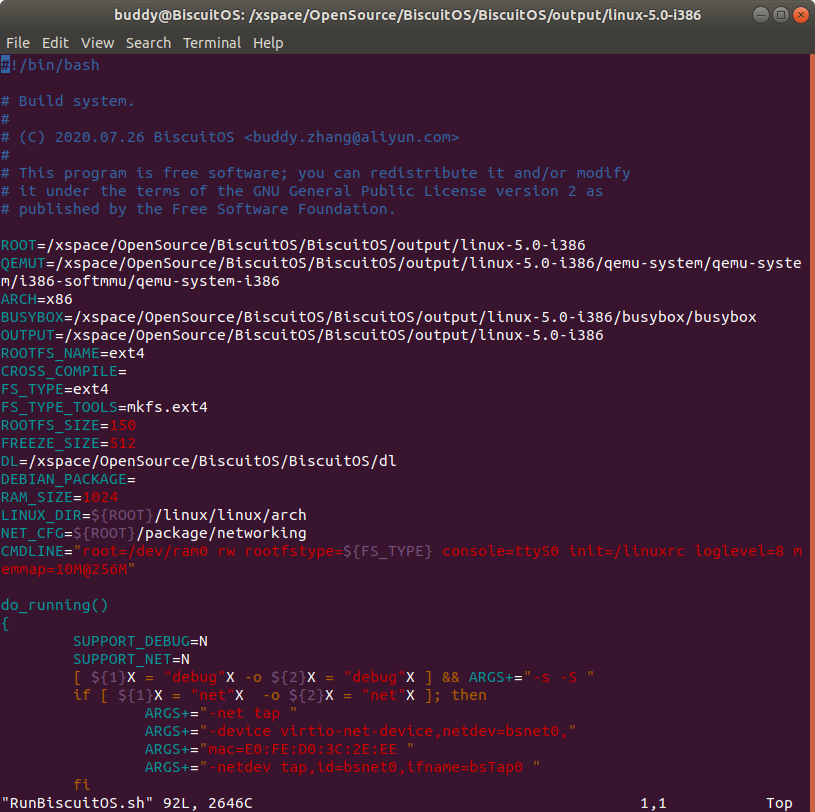 buddy@BiscuitOS: /xspace/OpenSource/BiscuitOS/BiscuitOS/output/linux-5.0-i386
File Edit View Search Terminal Help
#!/bin/bash
# Build system.
#
# (C) 2020.07.26 BiscuitOS <buddy.zhang@aliyun.com>
#
# This program is free software; you can redistribute it and/or modify
# it under the terms of the GNU General Public License version 2 as
# published by the Free Software Foundation.
ROOT=/xspace/OpenSource/BiscuitOS/BiscuitOS/output/linux-5.0-i386
QEMUT=/xspace/OpenSource/BiscuitOS/BiscuitOS/output/linux-5.0-i386/qemu-system/qemu-syste
m/i386-softmmu/qemu-system-i386
ARCH=x86
BUSYBOX=/xspace/OpenSource/BiscuitOS/BiscuitOS/output/linux-5.0-i386/busybox/busybox
OUTPUT=/xspace/OpenSource/BiscuitOS/BiscuitOS/output/linux-5.0-i386
ROOTFS_NAME=ext4
CROSS_COMPILE=
FS_TYPE=ext4
FS_TYPE_TOOLS=mkfs.ext4
ROOTFS_SIZE=150
FREEZE_SIZE=512
DL=/xspace/OpenSource/BiscuitOS/BiscuitOS/dl
DEBIAN_PACKAGE=
RAM_SIZE=1024
LINUX_DIR=${ROOT}/linux/linux/arch
NET_CFG=${ROOT}/package/networking
CMDLINE="root=/dev/ram0 rw rootfstype=${FS_TYPE} console=ttyS0 init=/linuxrc loglevel=8 m
emmap=10M@256M"
do_running()
{
SUPPORT_DEBUG=N
SUPPORT_NET=N
[ ${1}X = "debug"X -o ${2}X = "debug"X ] && ARGS+="-s -S "
if [ ${1}X = "net"X  -o ${2}X = "net"X ]; then
ARGS+="-net tap "
ARGS+="-device virtio-net-device,netdev=bsnet0,"
ARGS+="mac=E0:FE:D0:3C:2E:EE "
ARGS+="-netdev tap,id=bsnet0,ifname=bsTap0 "
fi
"RunBiscuitOS.sh" 92L, 2646C 1,1 Top